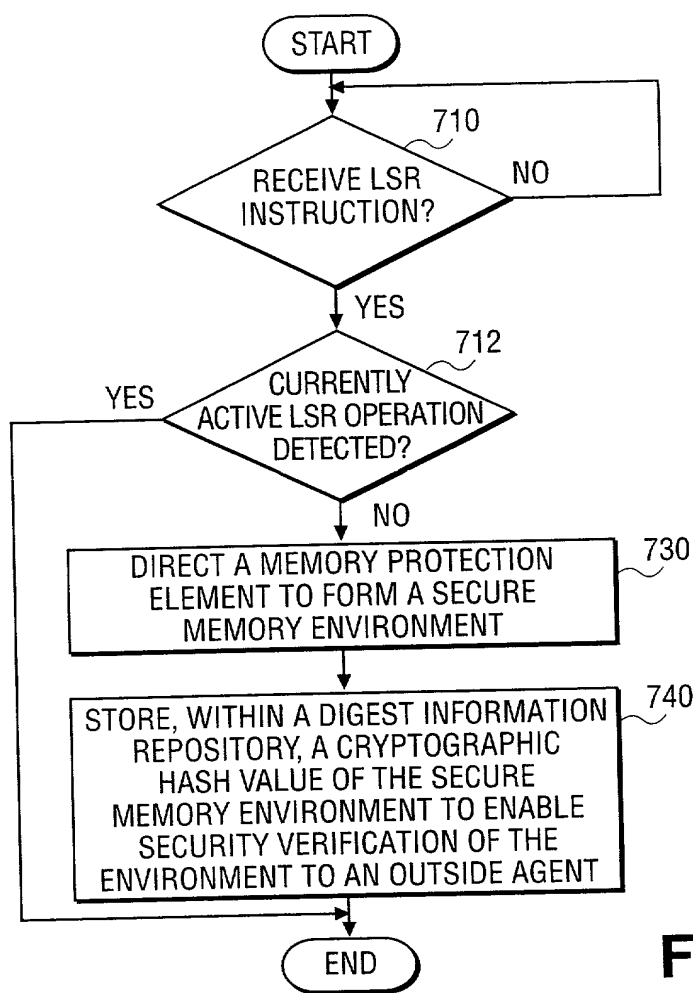 START
710
RECEIVE LSR
INSTRUCTION?
NO
YES
712
YES
CURRENTLY
ACTIVE LSR OPERATION
DETECTED?
NO
DIRECT A MEMORY PROTECTION
ELEMENT TO FORM A SECURE
MEMORY ENVIRONMENT
730
STORE, WITHIN A DIGEST INFORMATION
REPOSITORY, A CRYPTOGRAPHIC
HASH VALUE OF THE SECURE
MEMORY ENVIRONMENT TO ENABLE
SECURITY VERIFICATION OF THE
ENVIRONMENT TO AN OUTSIDE AGENT
740
END
F